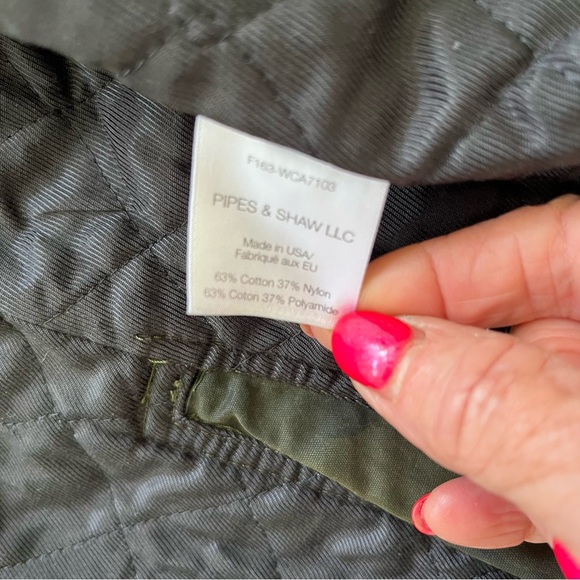 F163-WCA7103
PIPES & SHAW LLC
Made in USA/
Fabriqué aux EU
63% Cotton 37% Nylon
63% Coton 37% Polyamide